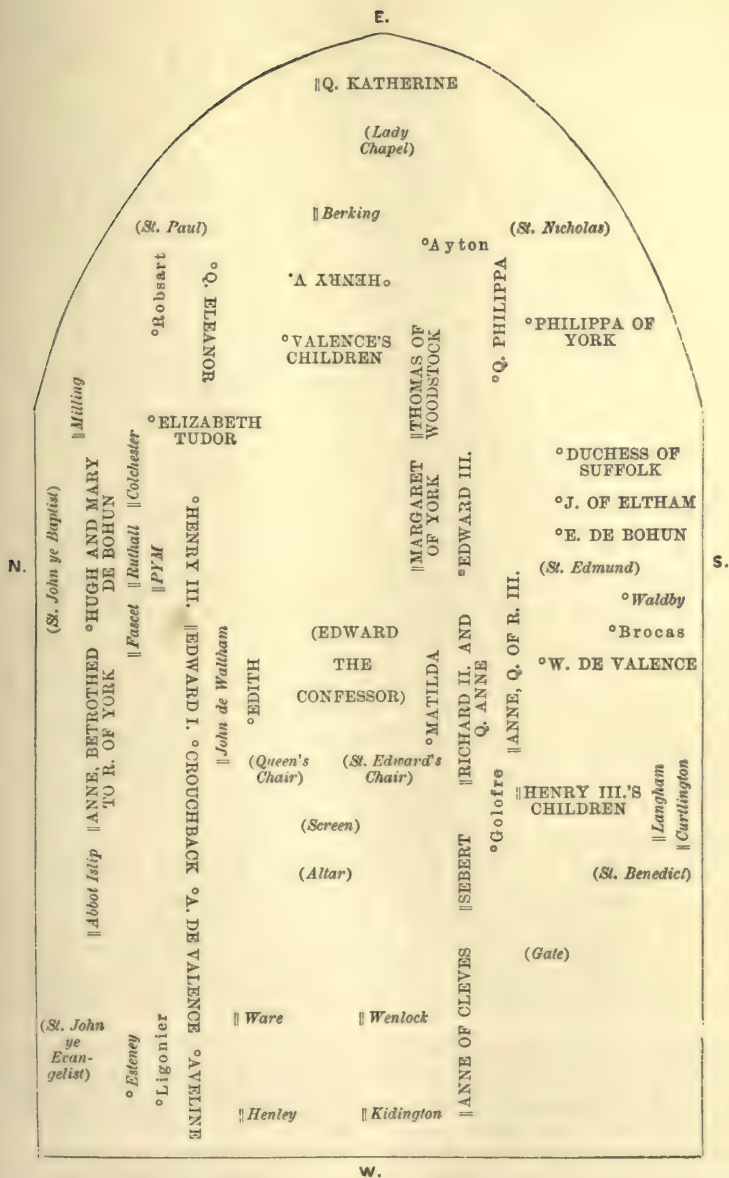 E.
‖Q. KATHERINE
(Lady
Chapel)
‖Berking
(St. Paul)
(St. Nicholas)
°Ayton
°Robsart
°Q. ELEANOR
°HENRY V.
°Q. PHILIPPA
°VALENCE'S
CHILDREN
‖THOMAS OF
WOODSTOCK
°PHILIPPA OF
YORK
‖Milling
°ELIZABETH
TUDOR
‖Colchester
°DUCHESS OF
SUFFOLK
°J. OF ELTHAM
°E. DE BOHUN
N.
(St. John ye Baptist)
°HUGH AND MARY
DE BOHUN
‖Fascet
‖Ruthall
‖PYM
°HENRY III.
‖MARGARET
OF YORK
°EDWARD III.
(St. Edmund)
S.
°Waldby
°Brocas
°W. DE VALENCE
‖ANNE, BETROTHED
TO R. OF YORK
‖EDWARD I.
‖John de Waltham
°EDITH
(EDWARD
THE
CONFESSOR)
°MATILDA
‖RICHARD II. AND
Q. ANNE
‖ANNE, Q. OF R. III.
(Queen's
Chair)
(St. Edward's
Chair)
°CROUCHBACK
°Golofre
‖HENRY III.'S
CHILDREN
‖Langham
‖Curtlington
(Screen)
(Altar)
‖Abbot Islip
‖SEBERT
(St. Benedict)
°A. DE VALENCE
(Gate)
(St. John
ye
Evan-
gelist)
°Esteney
°Ligonier
‖Ware
‖Wenlock
‖ANNE OF CLEVES
°AVELINE
‖Henley
‖Kidington
W.